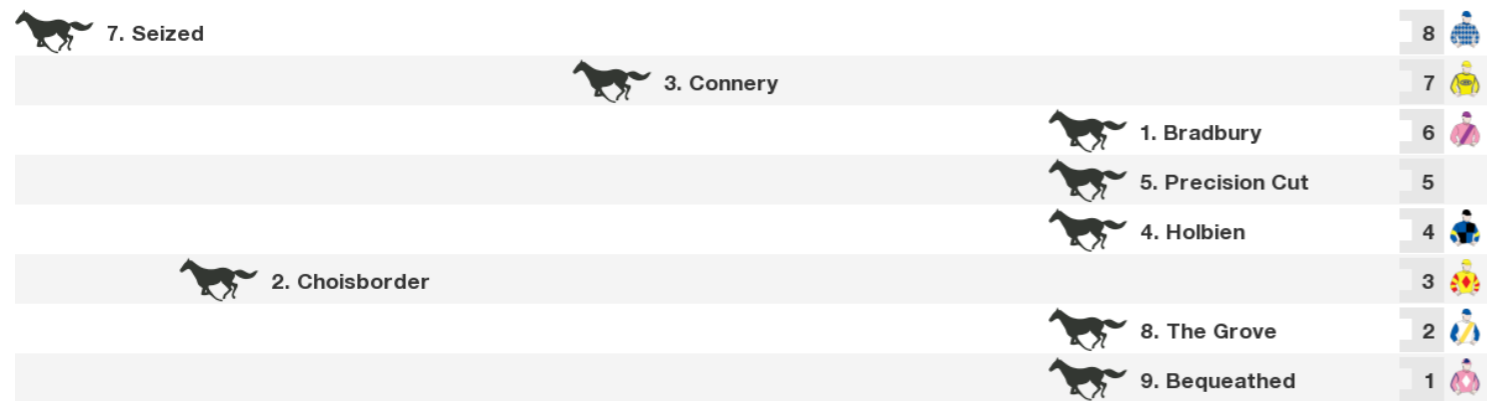 7. Seized 8
3. Connery 7
1. Bradbury 6
5. Precision Cut 5
4. Holbien 4
2. Choisborder 3
8. The Grove 2
9. Bequeathed 1